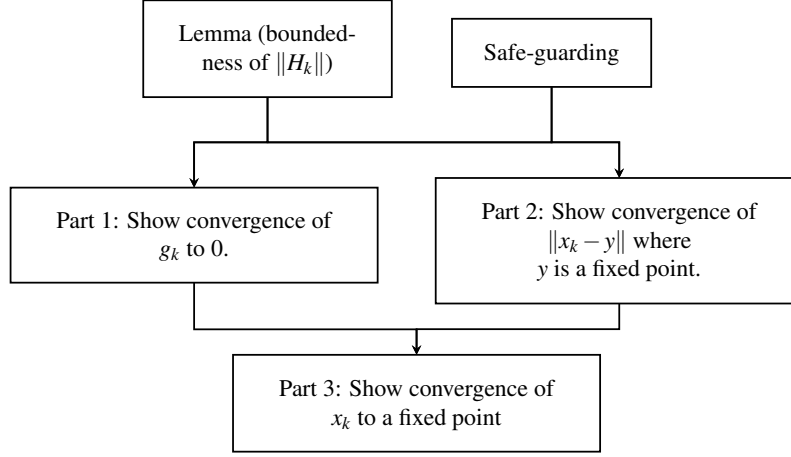 Lemma (bounded-
ness of ‖H_k‖)
Safe-guarding
Part 1: Show convergence of
g_k to 0.
Part 2: Show convergence of
‖x_k − y‖ where
y is a fixed point.
Part 3: Show convergence of
x_k to a fixed point